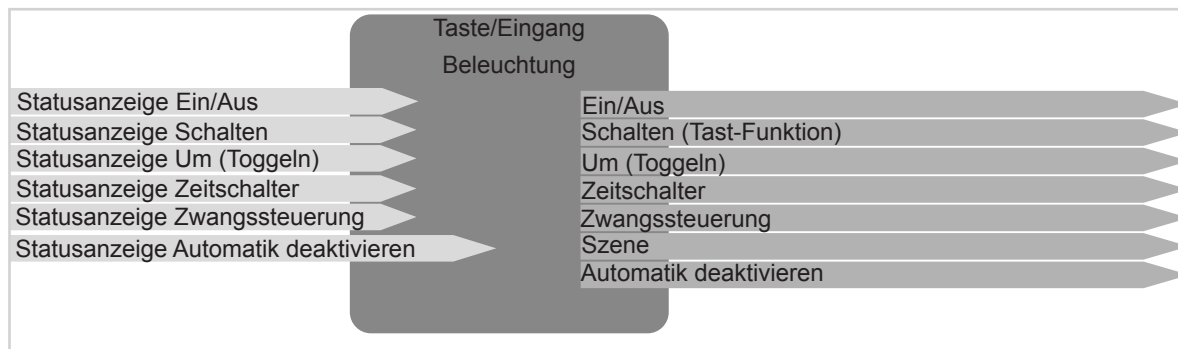 Taste/Eingang
Beleuchtung
Statusanzeige Ein/Aus
Statusanzeige Schalten
Statusanzeige Um (Toggeln)
Statusanzeige Zeitschalter
Statusanzeige Zwangssteuerung
Statusanzeige Automatik deaktivieren
Ein/Aus
Schalten (Tast-Funktion)
Um (Toggeln)
Zeitschalter
Zwangssteuerung
Szene
Automatik deaktivieren